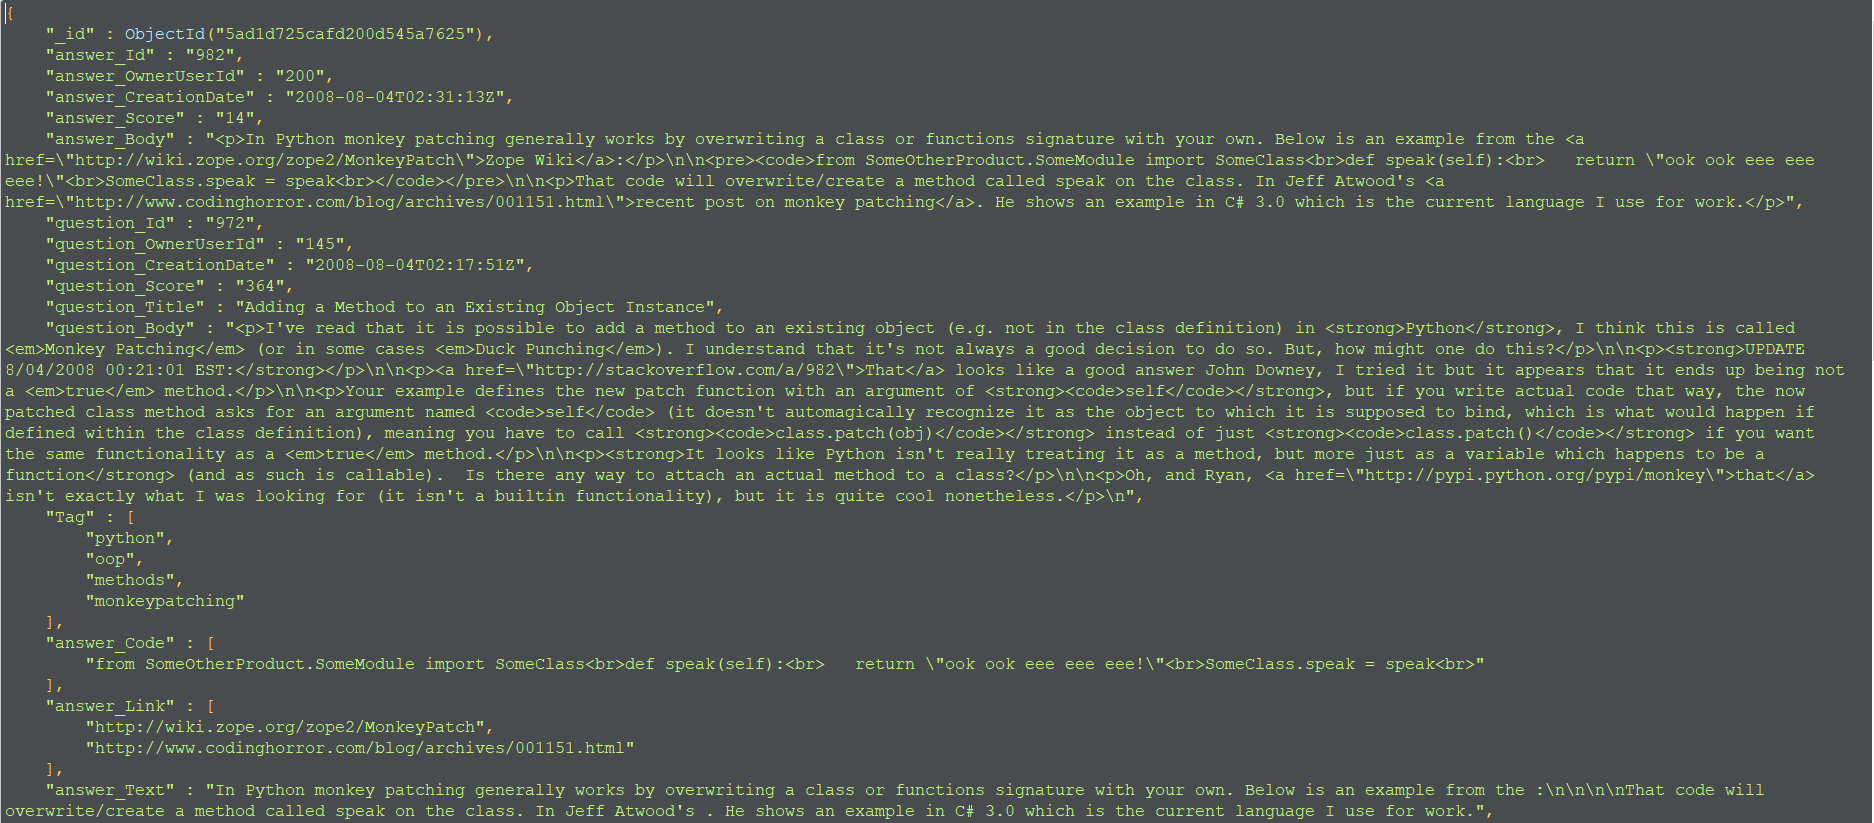 {
    "_id" : ObjectId("5ad1d725cafd200d545a7625"),
    "answer_Id" : "982",
    "answer_OwnerUserId" : "200",
    "answer_CreationDate" : "2008-08-04T02:31:13Z",
    "answer_Score" : "14",
    "answer_Body" : "<p>In Python monkey patching generally works by overwriting a class or functions signature with your own. Below is an example from the <a
href=\"http://wiki.zope.org/zope2/MonkeyPatch\">Zope Wiki</a>:</p>\n\n<pre><code>from SomeOtherProduct.SomeModule import SomeClass<br>def speak(self):<br>   return \"ook ook eee eee
eee!\"<br>SomeClass.speak = speak<br></code></pre>\n\n<p>That code will overwrite/create a method called speak on the class. In Jeff Atwood's <a
href=\"http://www.codinghorror.com/blog/archives/001151.html\">recent post on monkey patching</a>. He shows an example in C# 3.0 which is the current language I use for work.</p>",
    "question_Id" : "972",
    "question_OwnerUserId" : "145",
    "question_CreationDate" : "2008-08-04T02:17:51Z",
    "question_Score" : "364",
    "question_Title" : "Adding a Method to an Existing Object Instance",
    "question_Body" : "<p>I've read that it is possible to add a method to an existing object (e.g. not in the class definition) in <strong>Python</strong>, I think this is called
<em>Monkey Patching</em> (or in some cases <em>Duck Punching</em>). I understand that it's not always a good decision to do so. But, how might one do this?</p>\n\n<p><strong>UPDATE
8/04/2008 00:21:01 EST:</strong></p>\n\n<p><a href=\"http://stackoverflow.com/a/982\">That</a> looks like a good answer John Downey, I tried it but it appears that it ends up being not
a <em>true</em> method.</p>\n\n<p>Your example defines the new patch function with an argument of <strong><code>self</code></strong>, but if you write actual code that way, the now
patched class method asks for an argument named <code>self</code> (it doesn't automagically recognize it as the object to which it is supposed to bind, which is what would happen if
defined within the class definition), meaning you have to call <strong><code>class.patch(obj)</code></strong> instead of just <strong><code>class.patch()</code></strong> if you want
the same functionality as a <em>true</em> method.</p>\n\n<p><strong>It looks like Python isn't really treating it as a method, but more just as a variable which happens to be a
function</strong> (and as such is callable).  Is there any way to attach an actual method to a class?</p>\n\n<p>Oh, and Ryan, <a href=\"http://pypi.python.org/pypi/monkey\">that</a>
isn't exactly what I was looking for (it isn't a builtin functionality), but it is quite cool nonetheless.</p>\n",
    "Tag" : [
        "python",
        "oop",
        "methods",
        "monkeypatching"
    ],
    "answer_Code" : [
        "from SomeOtherProduct.SomeModule import SomeClass<br>def speak(self):<br>   return \"ook ook eee eee eee!\"<br>SomeClass.speak = speak<br>"
    ],
    "answer_Link" : [
        "http://wiki.zope.org/zope2/MonkeyPatch",
        "http://www.codinghorror.com/blog/archives/001151.html"
    ],
    "answer_Text" : "In Python monkey patching generally works by overwriting a class or functions signature with your own. Below is an example from the :\n\n\n\nThat code will
overwrite/create a method called speak on the class. In Jeff Atwood's . He shows an example in C# 3.0 which is the current language I use for work.",